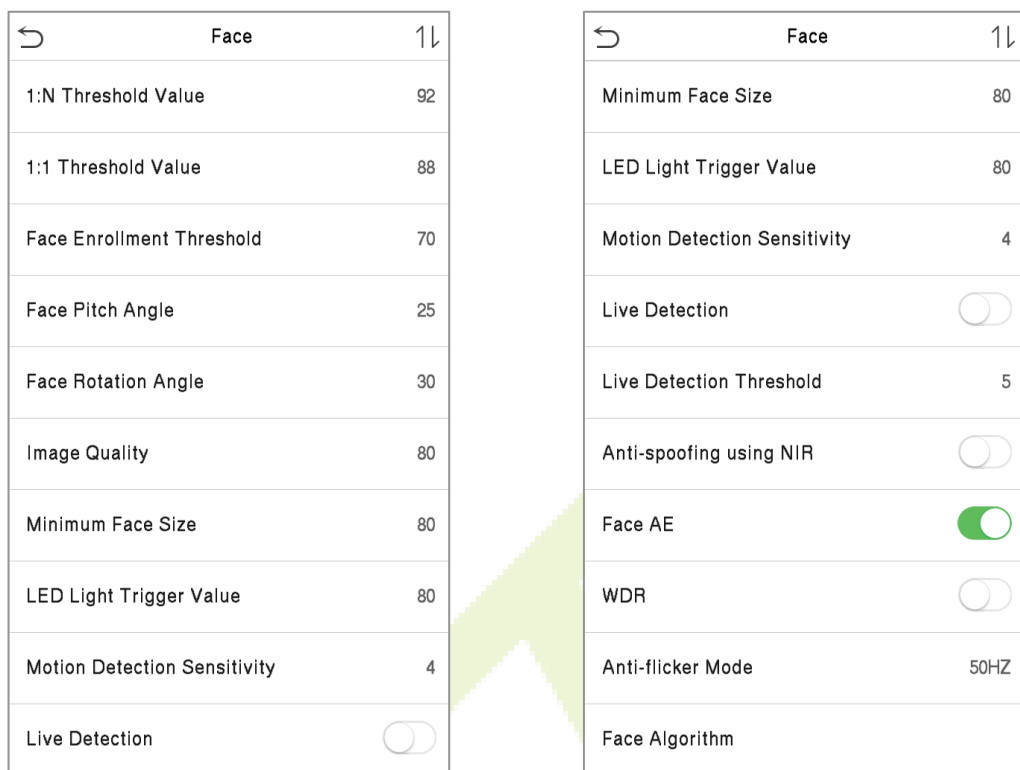 Face
1:N Threshold Value 92
1:1 Threshold Value 88
Face Enrollment Threshold 70
Face Pitch Angle 25
Face Rotation Angle 30
Image Quality 80
Minimum Face Size 80
LED Light Trigger Value 80
Motion Detection Sensitivity 4
Live Detection
Face
Minimum Face Size 80
LED Light Trigger Value 80
Motion Detection Sensitivity 4
Live Detection
Live Detection Threshold 5
Anti-spoofing using NIR
Face AE
WDR
Anti-flicker Mode 50HZ
Face Algorithm